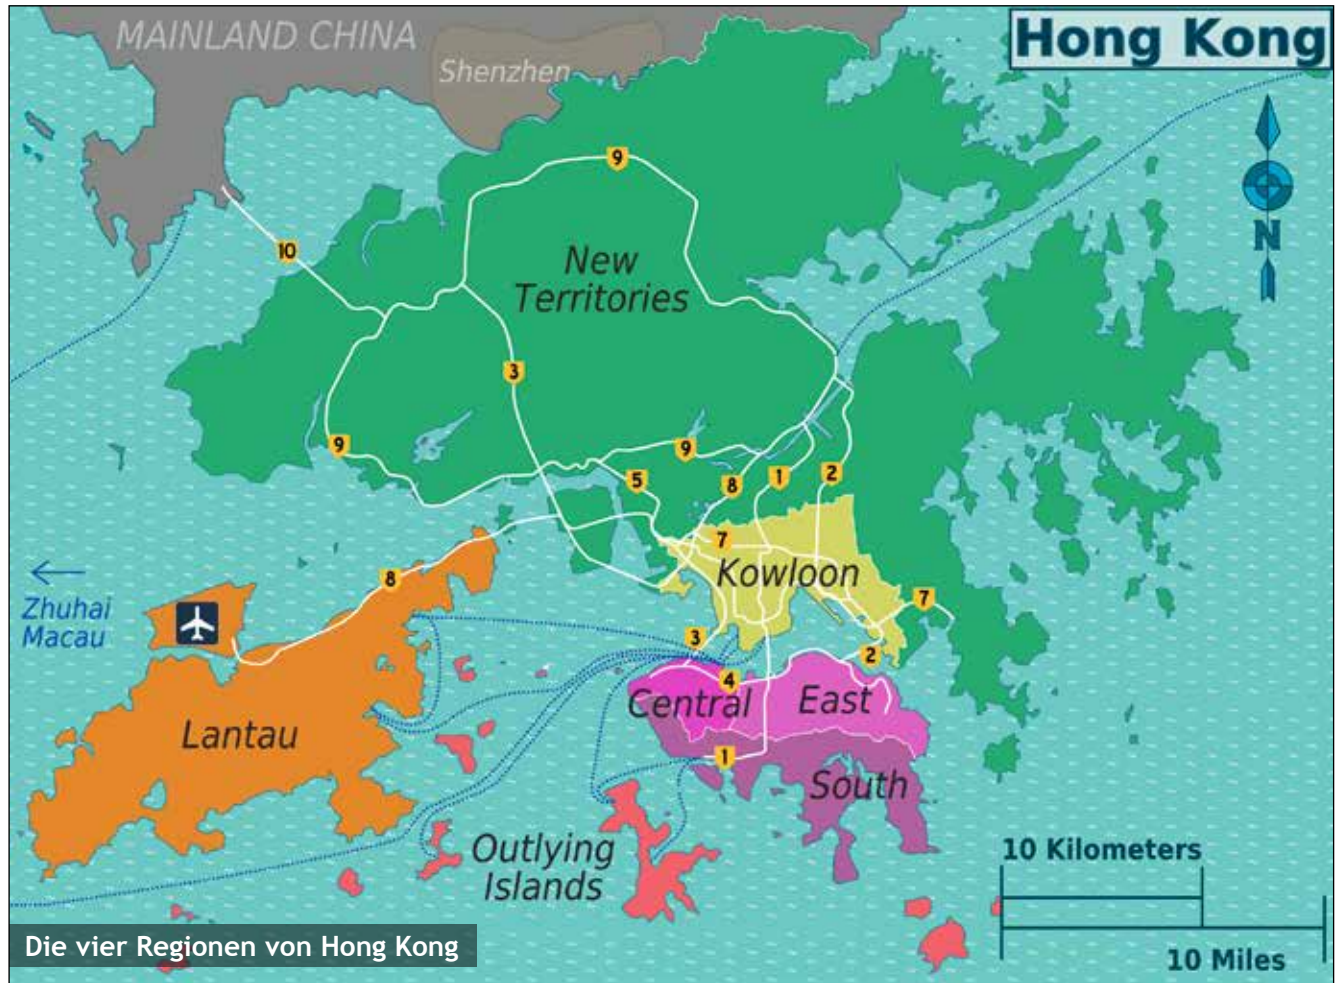 MAINLAND CHINA
Hong Kong
Shenzhen
9
N
10
New
Territories
3
9
9
5
8
1
2
7
Kowloon
8
Zhuhai
Macau
7
3
2
4
Central
East
Lantau
1
South
Outlying
Islands
10 Kilometers
Die vier Regionen von Hong Kong
10 Miles